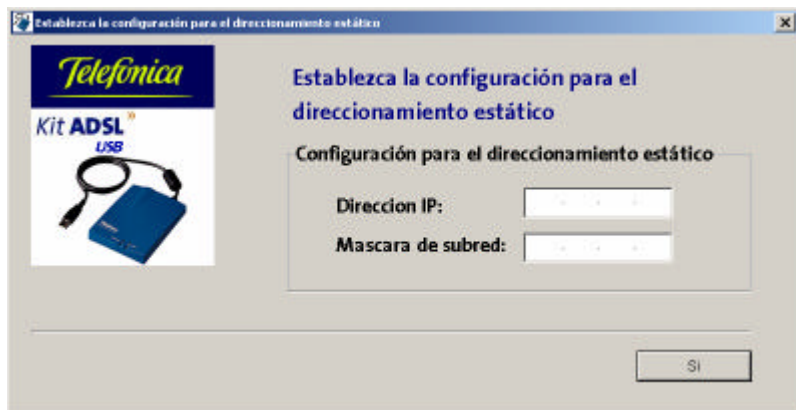 Establezca la configuración para el direccionamiento estático
Telefónica
Kit ADSL
USB
Establezca la configuración para el
direccionamiento estático
Configuración para el direccionamiento estático
Direccion IP:
Mascara de subred:
Si